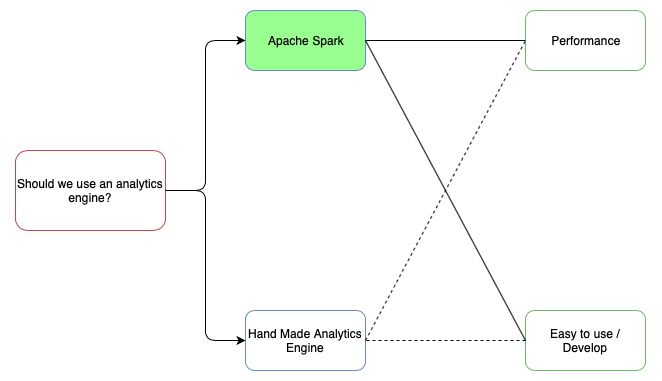 Apache Spark
Performance
Should we use an analytics
engine?
Hand Made Analytics
Engine
Easy to use /
Develop